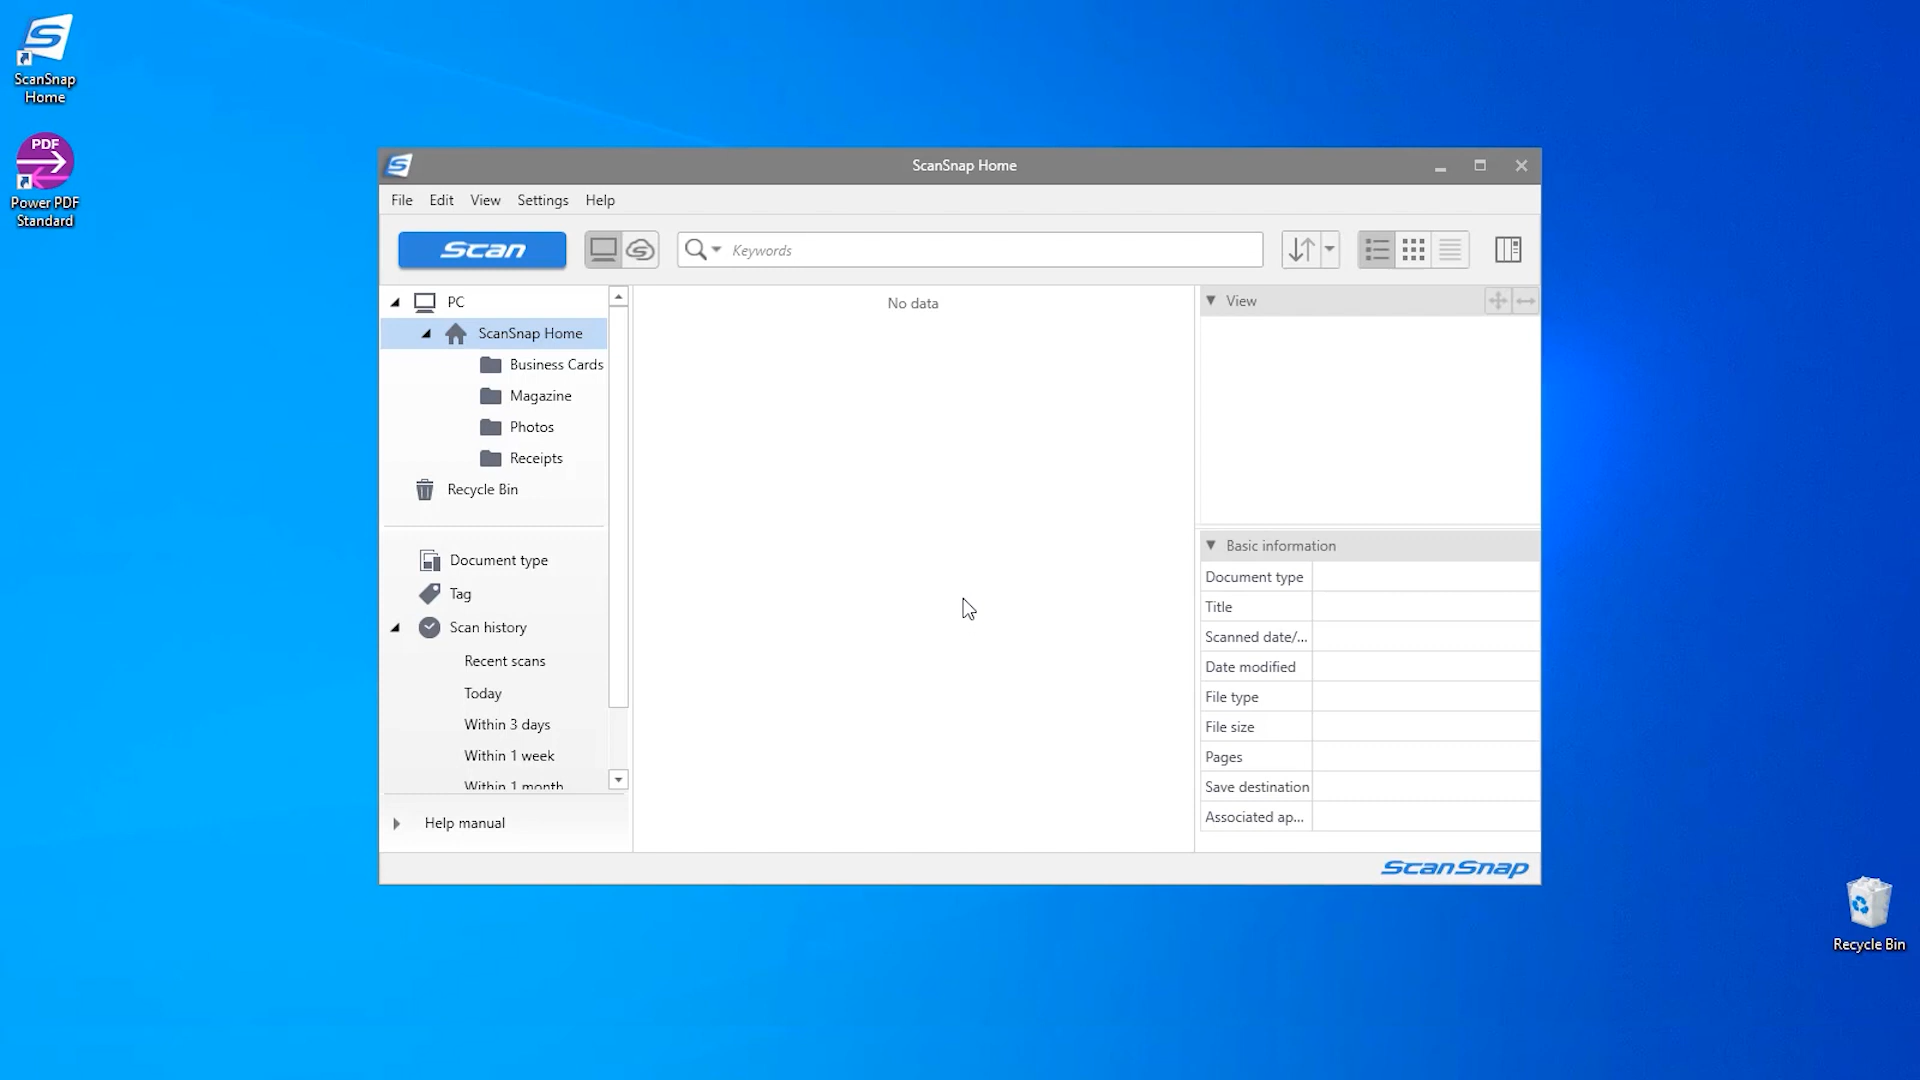 ScanSnap
Home
PDF
Power PDF
Standard
ScanSnap Home
File Edit View Settings Help
Scan
Keywords
PC
ScanSnap Home
Business Cards
Magazine
Photos
Receipts
Recycle Bin
Document type
Tag
Scan history
Recent scans
Today
Within 3 days
Within 1 week
Within 1 month
Help manual
No data
View
Basic information
Document type
Title
Scanned date/...
Date modified
File type
File size
Pages
Save destination
Associated ap...
ScanSnap
Recycle Bin